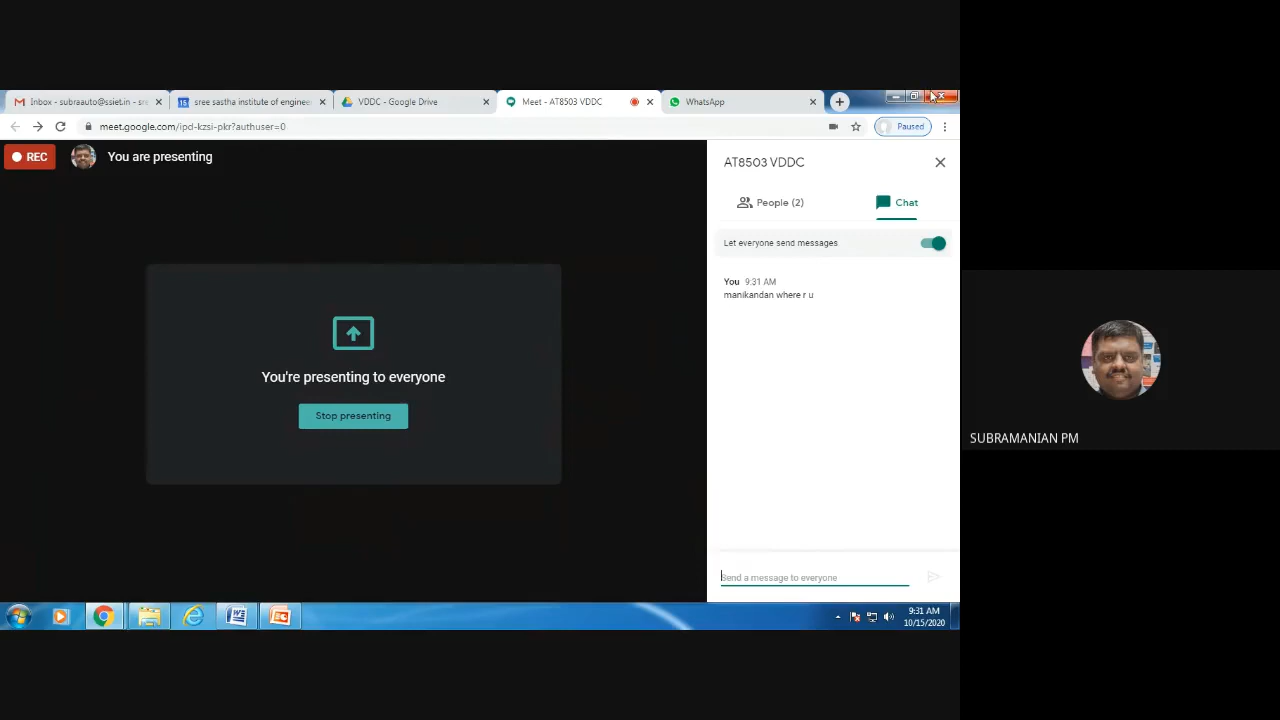 Inbox - subraauto@ssiet.in - sre
sree sastha institute of enginee
VDDC - Google Drive
Meet - AT8503 VDDC
WhatsApp
meet.google.com/ipd-kzsi-pkr?authuser=0
Paused
REC
You are presenting
AT8503 VDDC
People (2)
Chat
Let everyone send messages
You 9:31 AM
manikandan where r u
You're presenting to everyone
Stop presenting
SUBRAMANIAN PM
Send a message to everyone
9:31 AM
10/15/2020